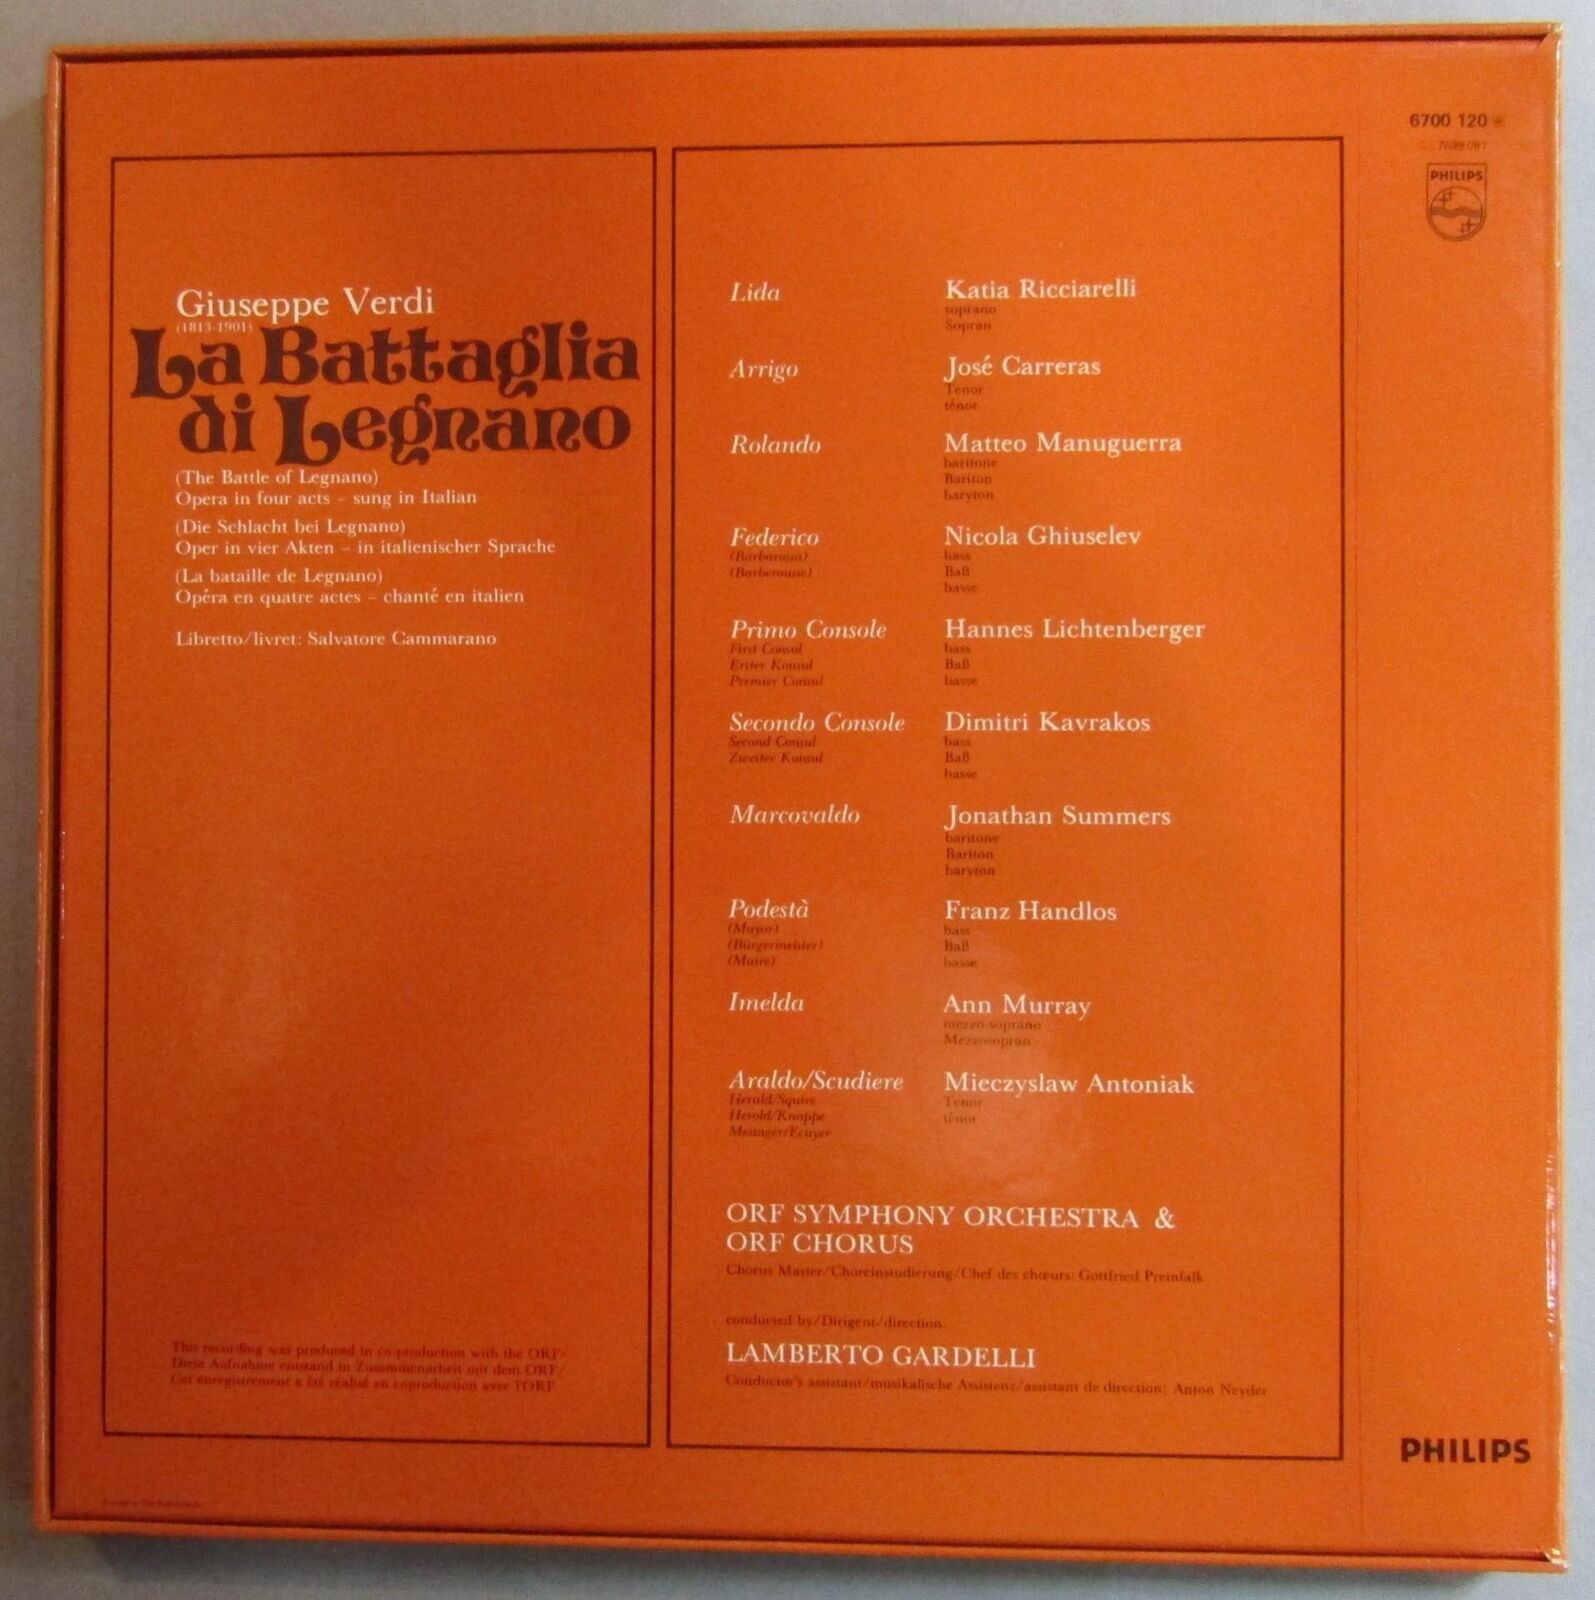 Giuseppe Verdi
(1813-1901)
La Battaglia
di Legnano
(The Battle of Legnano)
Opera in four acts – sung in Italian
(Die Schlacht bei Legnano)
Oper in vier Akten – in italienischer Sprache
(La bataille de Legnano)
Opéra en quatre actes – chanté en italien
Libretto/livret: Salvatore Cammarano
This recording was produced in co-production with the ORF/
Diese Aufnahme entstand in Zusammenarbeit mit dem ORF/
Cet enregistrement a été réalisé en coproduction avec l'ORF
Lida Katia Ricciarelli
soprano
Sopran
Arrigo José Carreras
Tenor
ténor
Rolando Matteo Manuguerra
baritone
Bariton
baryton
Federico Nicola Ghiuselev
(Barbarossa) bass
(Barberousse) Baß
basse
Primo Console Hannes Lichtenberger
First Consul bass
Erster Konsul Baß
Premier Consul basse
Secondo Console Dimitri Kavrakos
Second Consul bass
Zweiter Konsul Baß
basse
Marcovaldo Jonathan Summers
baritone
Bariton
baryton
Podestà Franz Handlos
(Mayor) bass
(Bürgermeister) Baß
(Maire) basse
Imelda Ann Murray
mezzo-soprano
Mezzosopran
Araldo/Scudiere Mieczyslaw Antoniak
Herald/Squire Tenor
Herold/Knappe ténor
Messager/Ecuyer
ORF SYMPHONY ORCHESTRA &
ORF CHORUS
Chorus Master/Choreinstudierung/Chef des chœurs: Gottfried Preinfalk
conducted by/Dirigent/direction
LAMBERTO GARDELLI
Conductor's assistant/musikalische Assistenz/assistant de direction: Anton Neyder
6700 120
7699 081
PHILIPS
PHILIPS